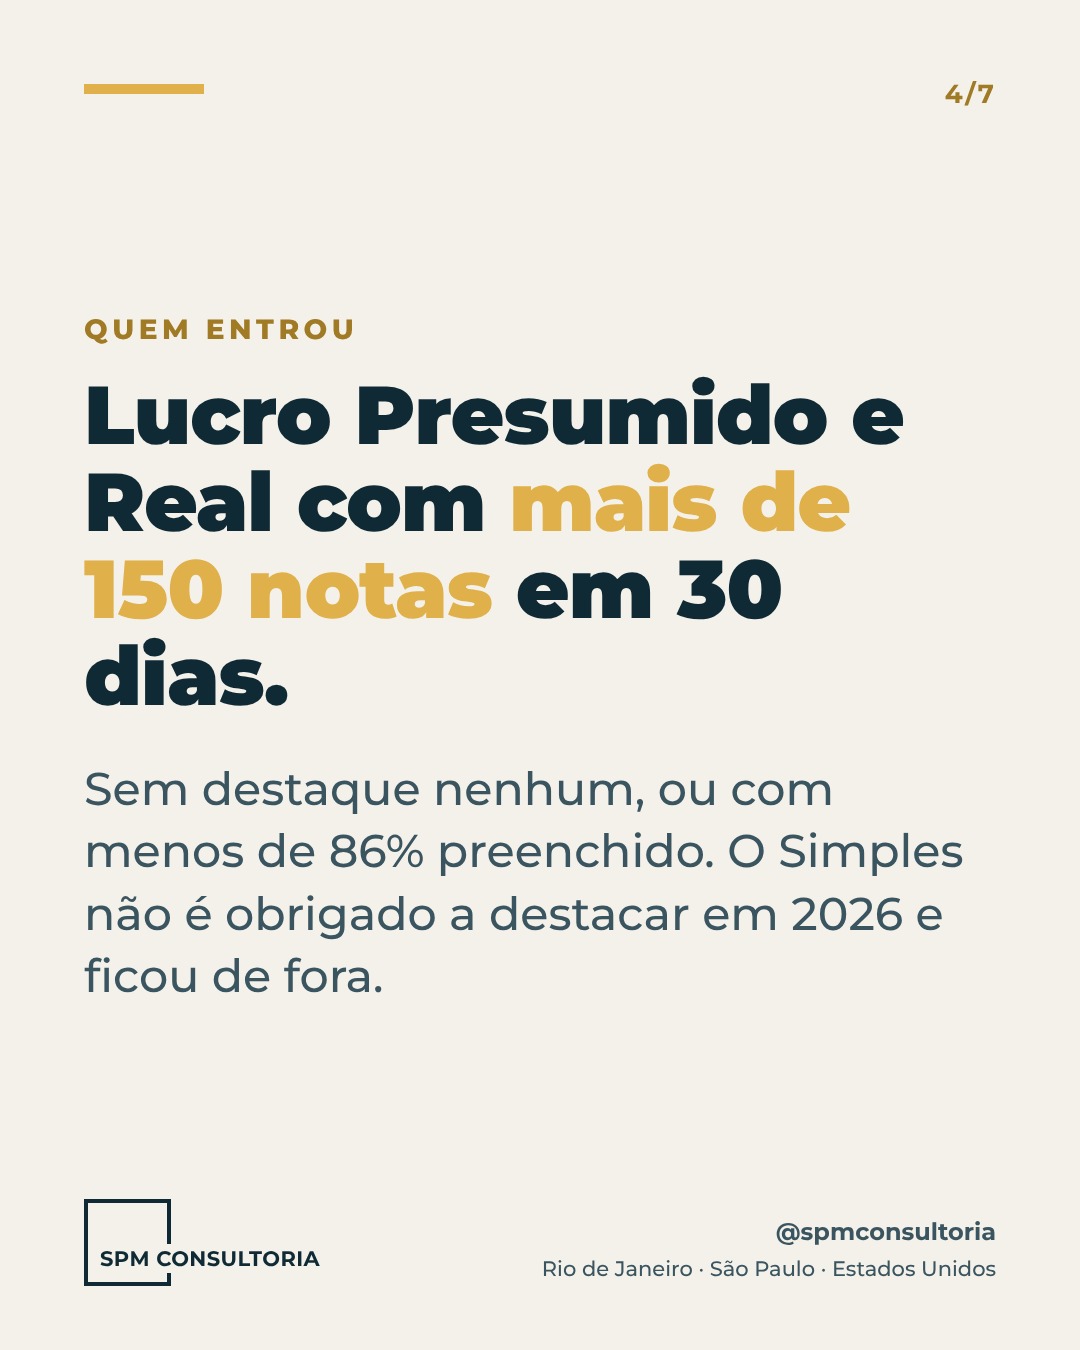 4/7
QUEM ENTROU
Lucro Presumido e
Real com mais de
150 notas em 30
dias.
Sem destaque nenhum, ou com
menos de 86% preenchido. O Simples
não é obrigado a destacar em 2026 e
ficou de fora.
SPM CONSULTORIA
@spmconsultoria
Rio de Janeiro · São Paulo · Estados Unidos